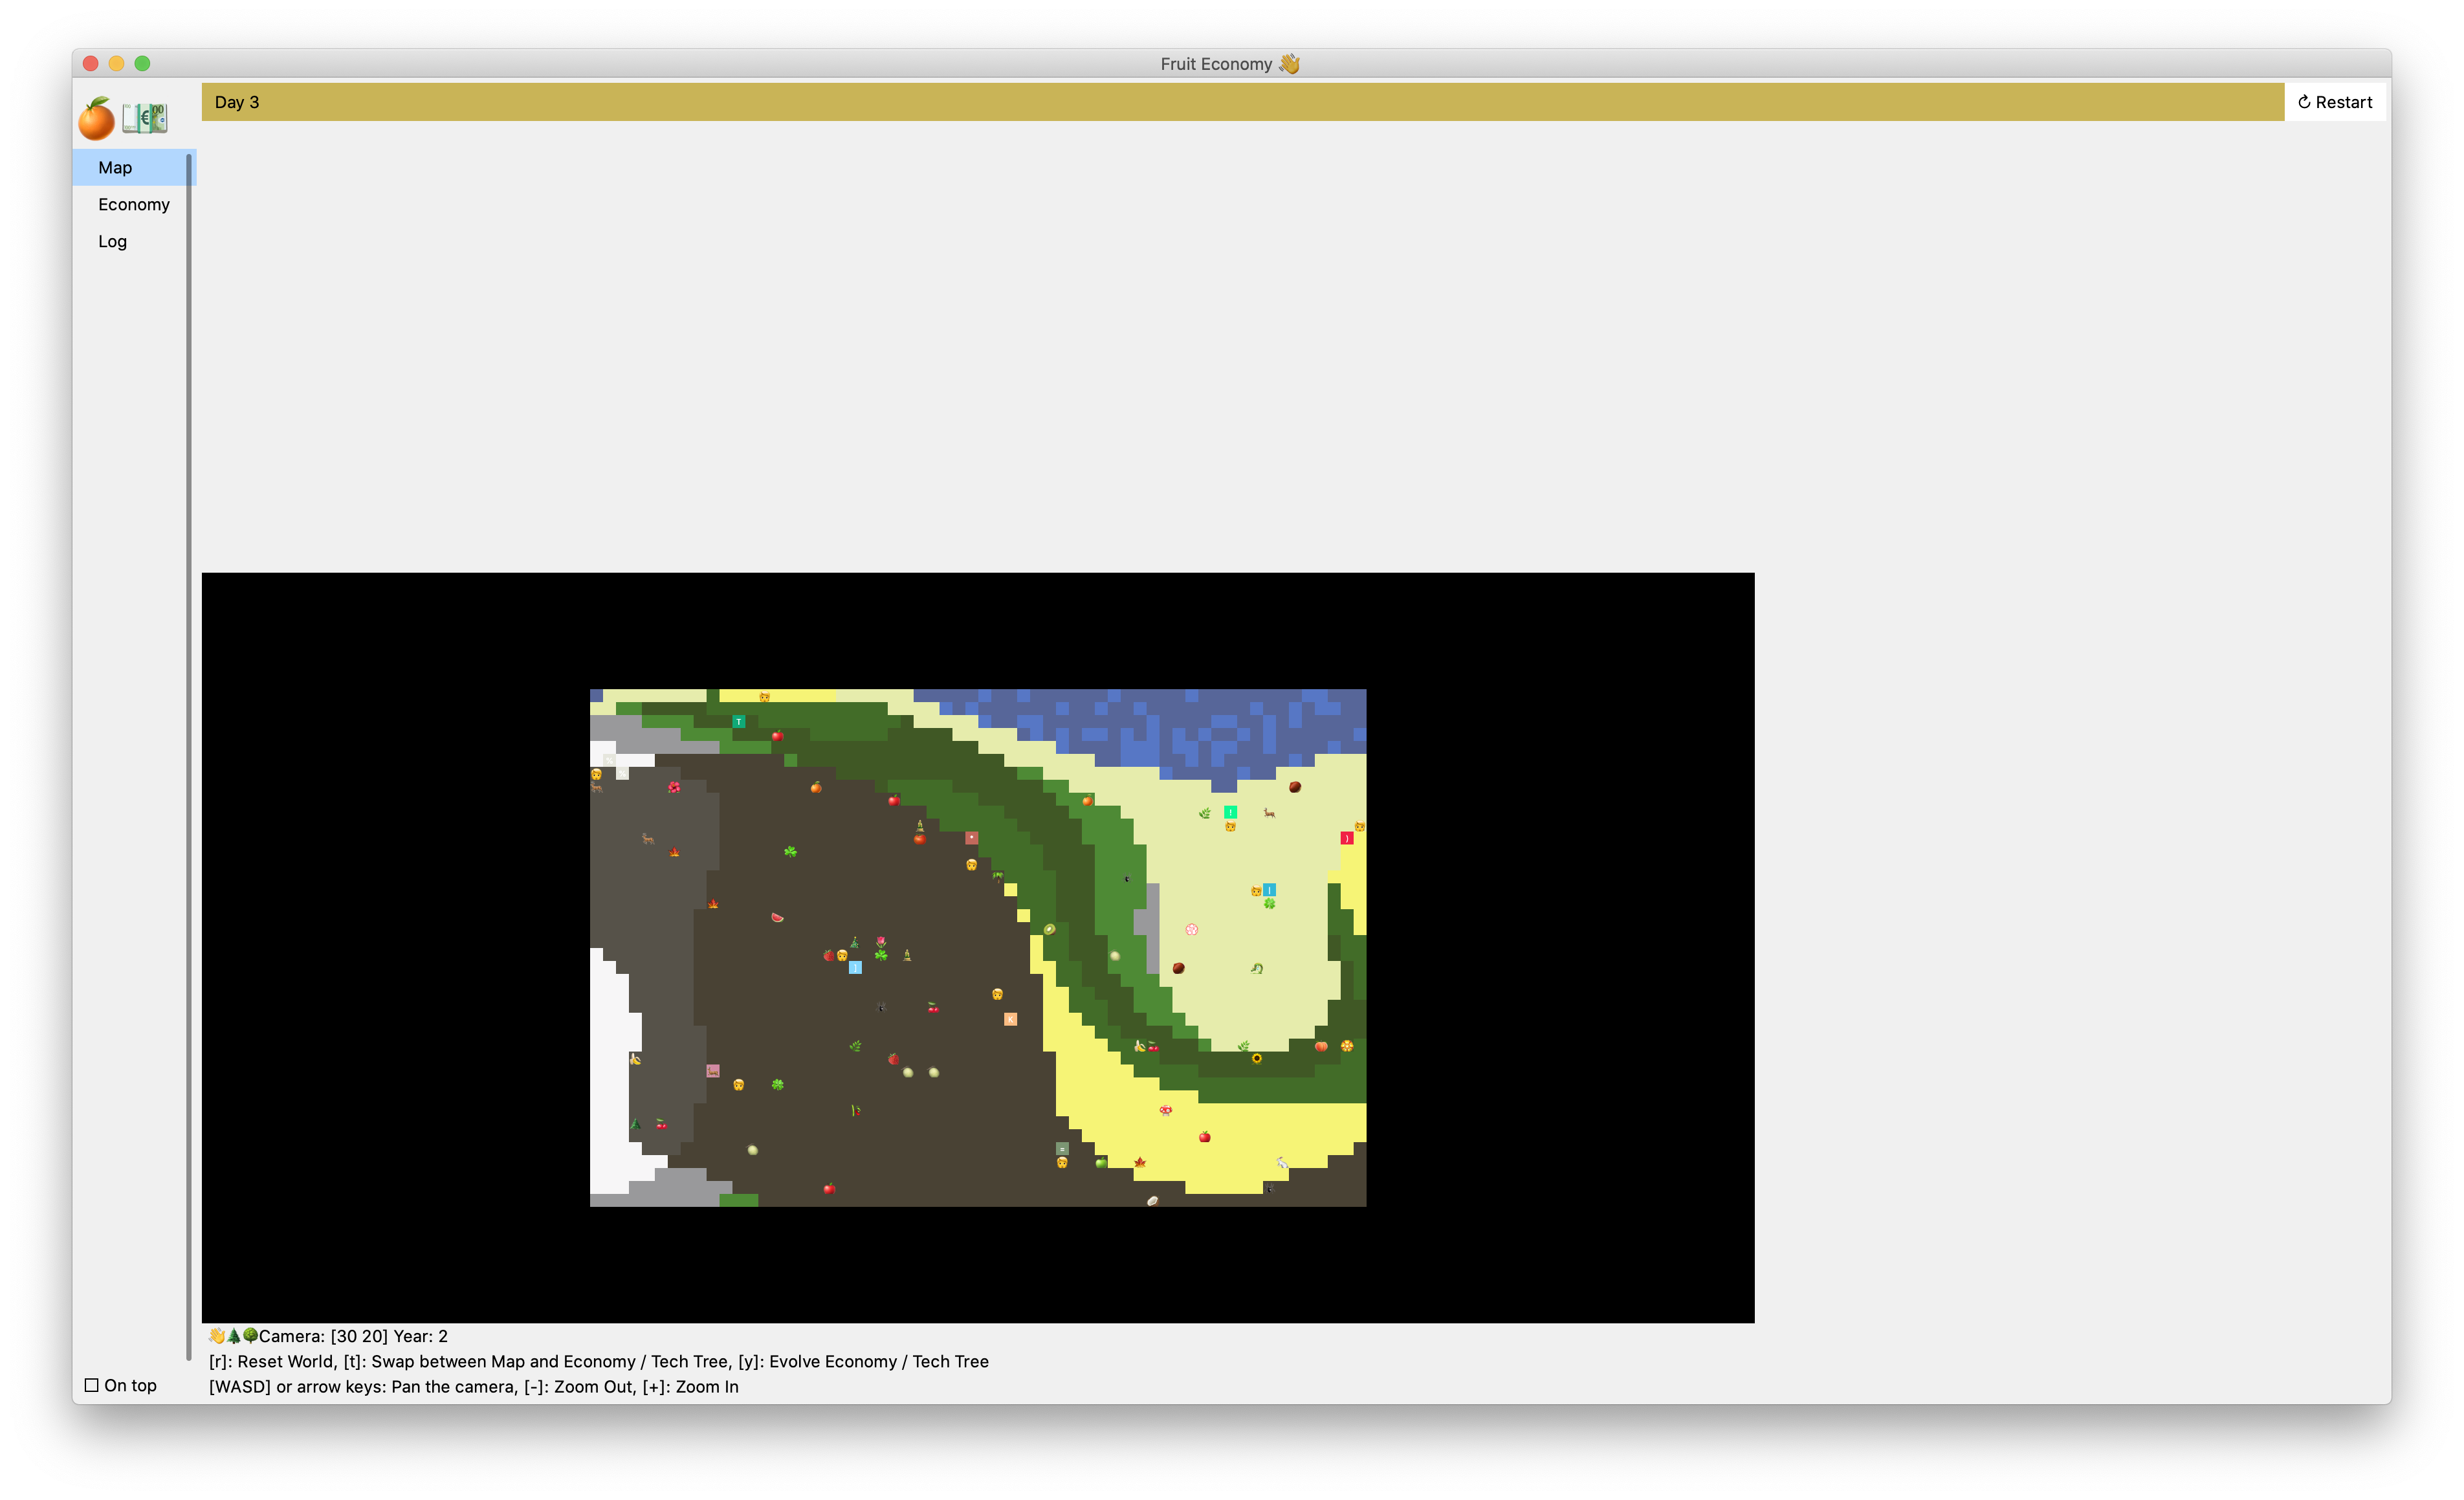 Fruit Economy 👋
Day 3
↻ Restart
Map
Economy
Log
T
*
K
=
👋🌲🌳Camera: [30 20] Year: 2
[r]: Reset World, [t]: Swap between Map and Economy / Tech Tree, [y]: Evolve Economy / Tech Tree
[WASD] or arrow keys: Pan the camera, [-]: Zoom Out, [+]: Zoom In
On top